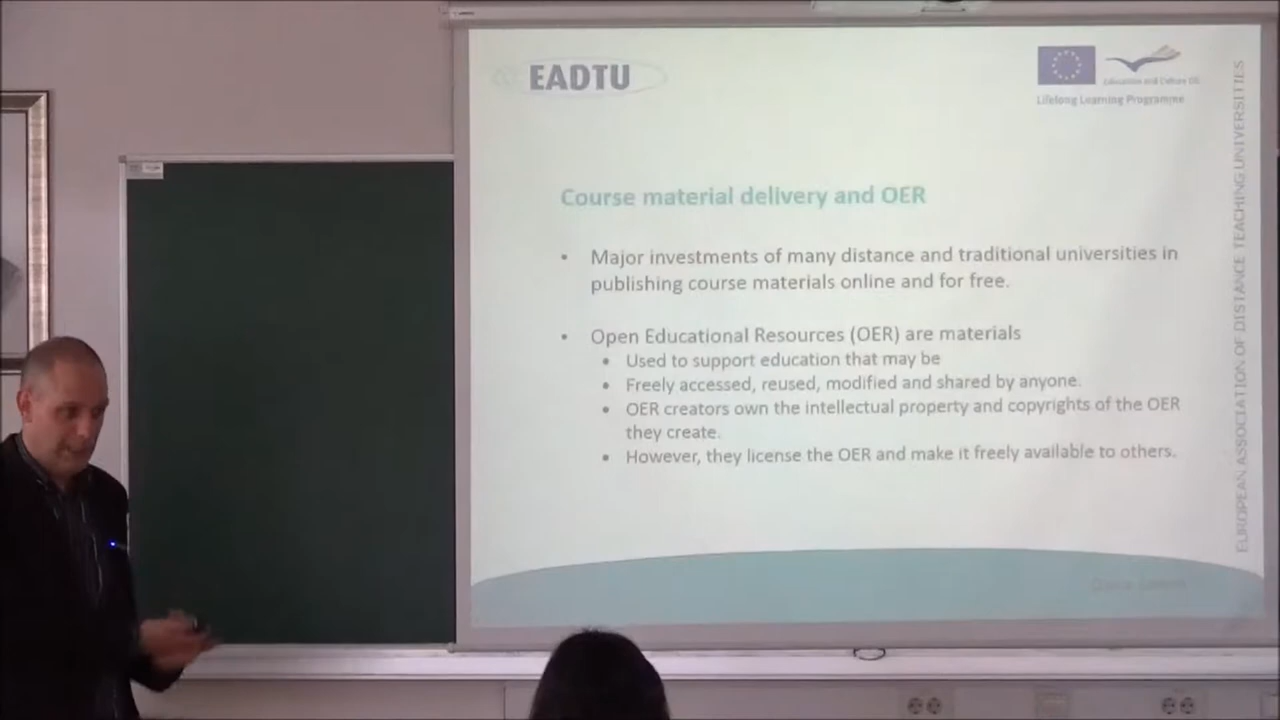 EADTU
Education and Culture DG
Lifelong Learning Programme
EUROPEAN ASSOCIATION OF DISTANCE TEACHING UNIVERSITIES
Course material delivery and OER
• Major investments of many distance and traditional universities in
publishing course materials online and for free.
• Open Educational Resources (OER) are materials
• Used to support education that may be
• Freely accessed, reused, modified and shared by anyone.
• OER creators own the intellectual property and copyrights of the OER
they create.
• However, they license the OER and make it freely available to others.